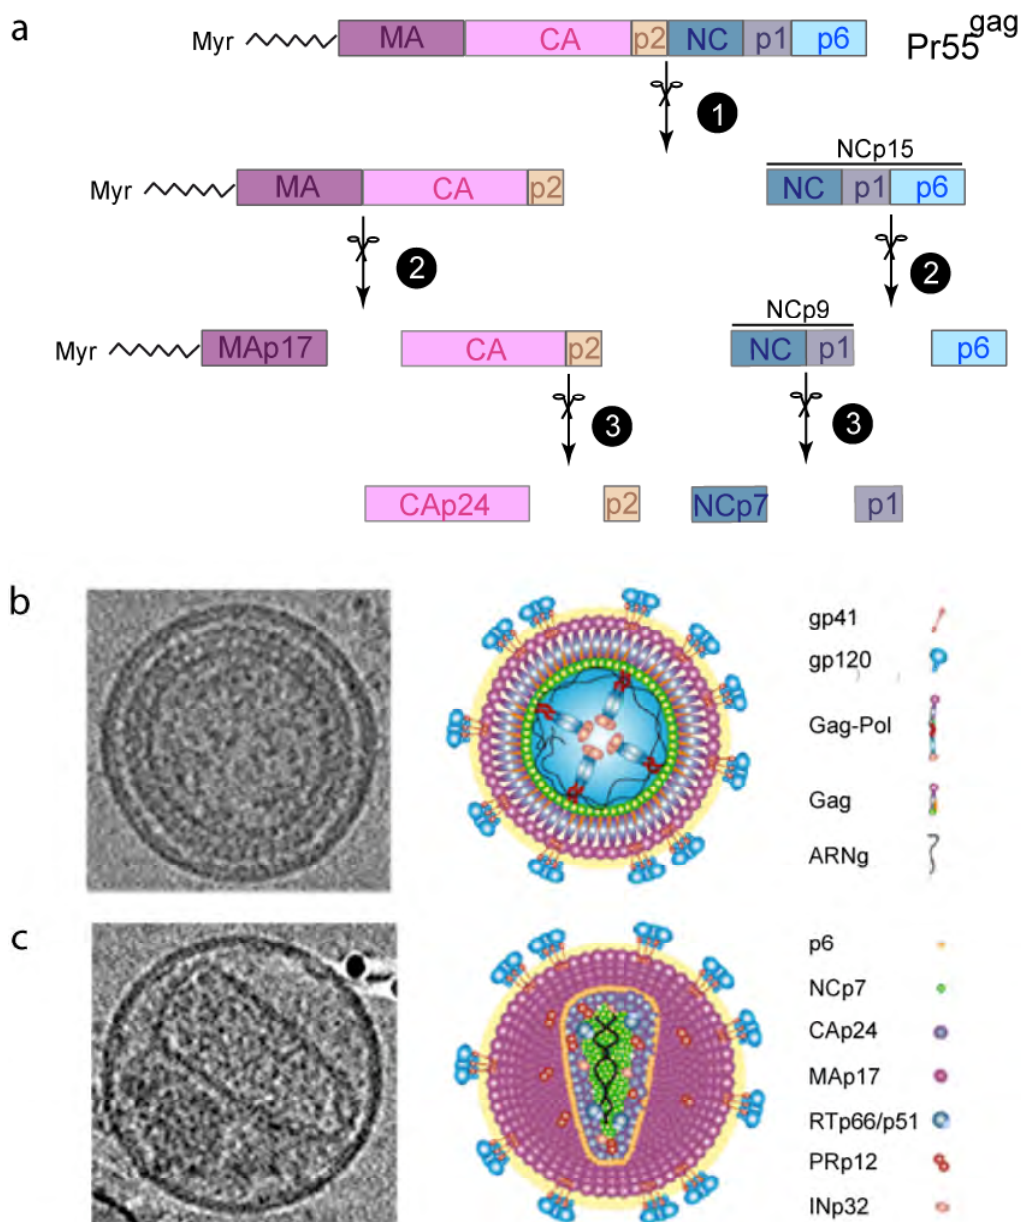 a
Myr MA CA p2 NC p1 p6 Pr55gag
1
NCp15
Myr MA CA p2 NC p1 p6
2 2
NCp9
Myr MAp17 CA p2 NC p1 p6
3 3
CAp24 p2 NCp7 p1
b
gp41
gp120
Gag-Pol
Gag
ARNg
c
p6
NCp7
CAp24
MAp17
RTp66/p51
PRp12
INp32